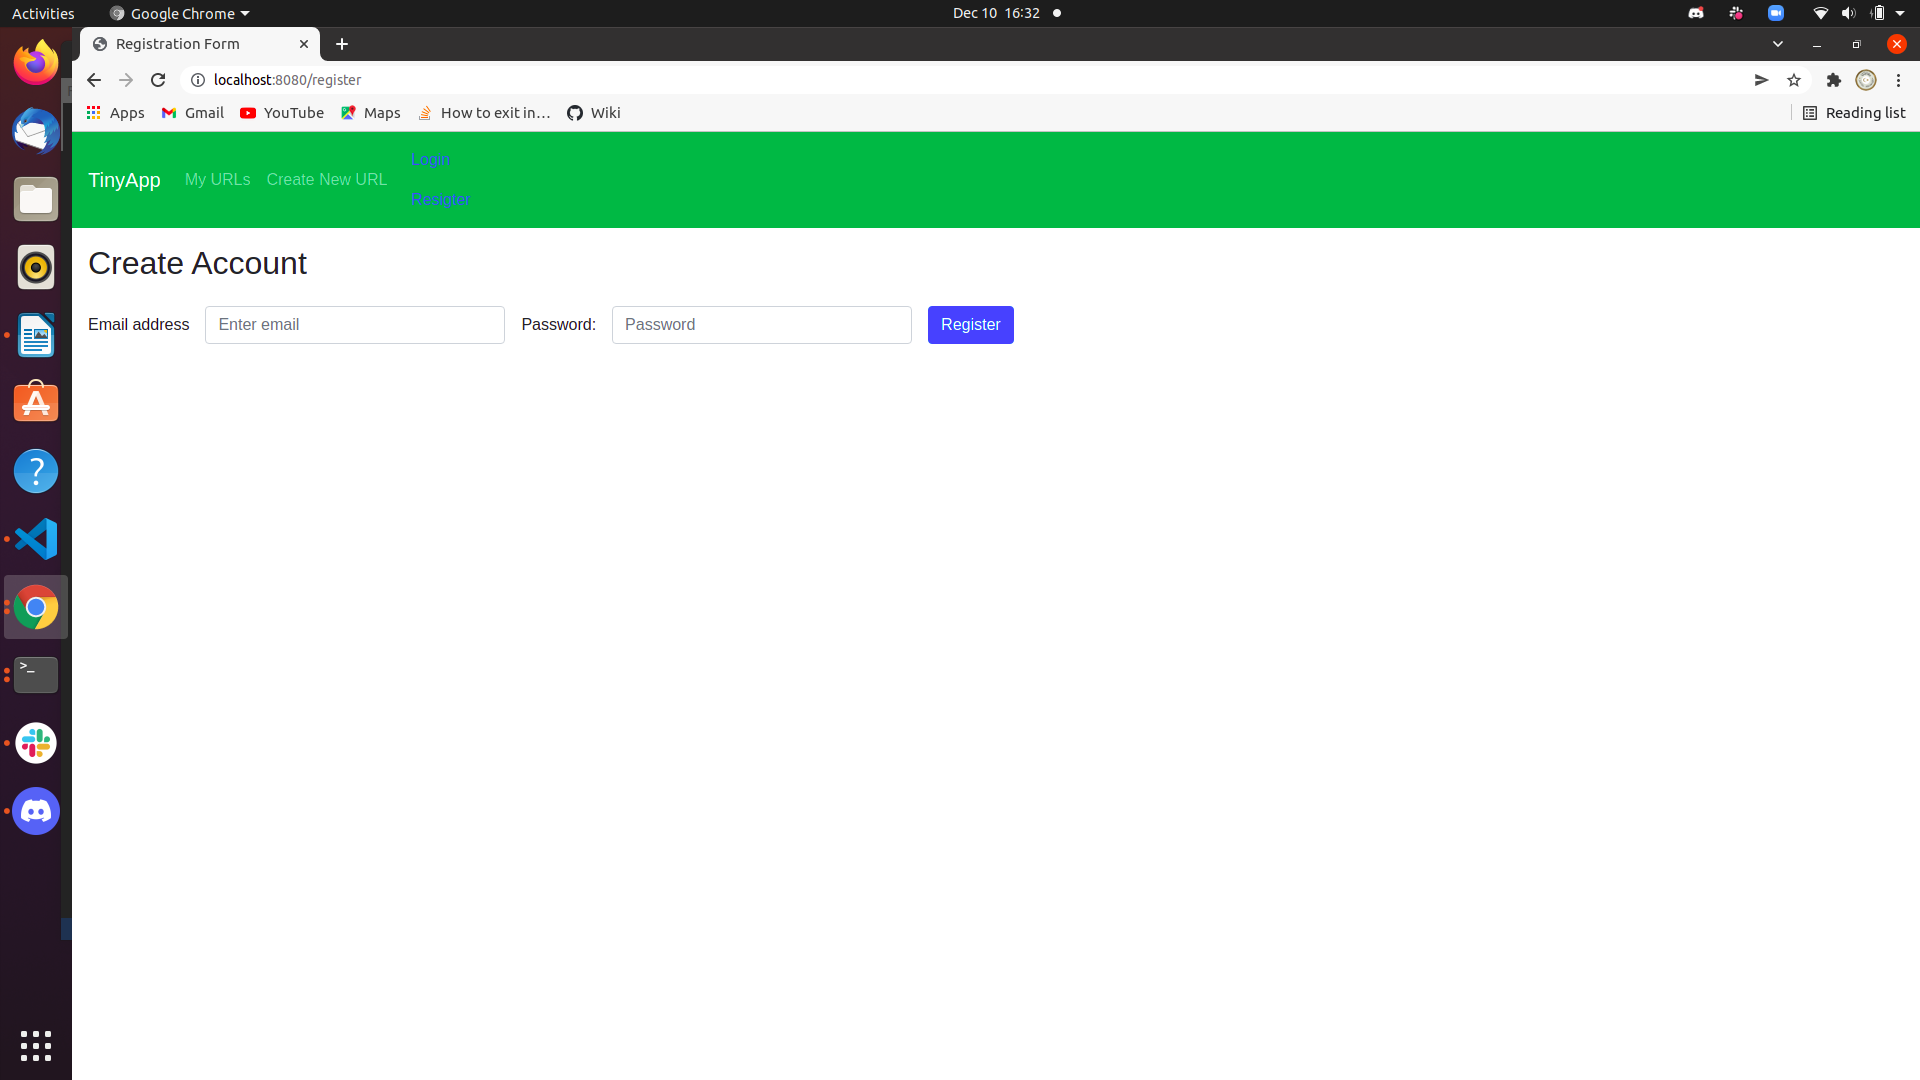 Activities Google Chrome Dec 10 16:32
Registration Form
localhost:8080/register
Apps Gmail YouTube Maps How to exit in… Wiki Reading list
Login
TinyApp My URLs Create New URL
Resigter
Create Account
Email address Enter email Password: Password Register